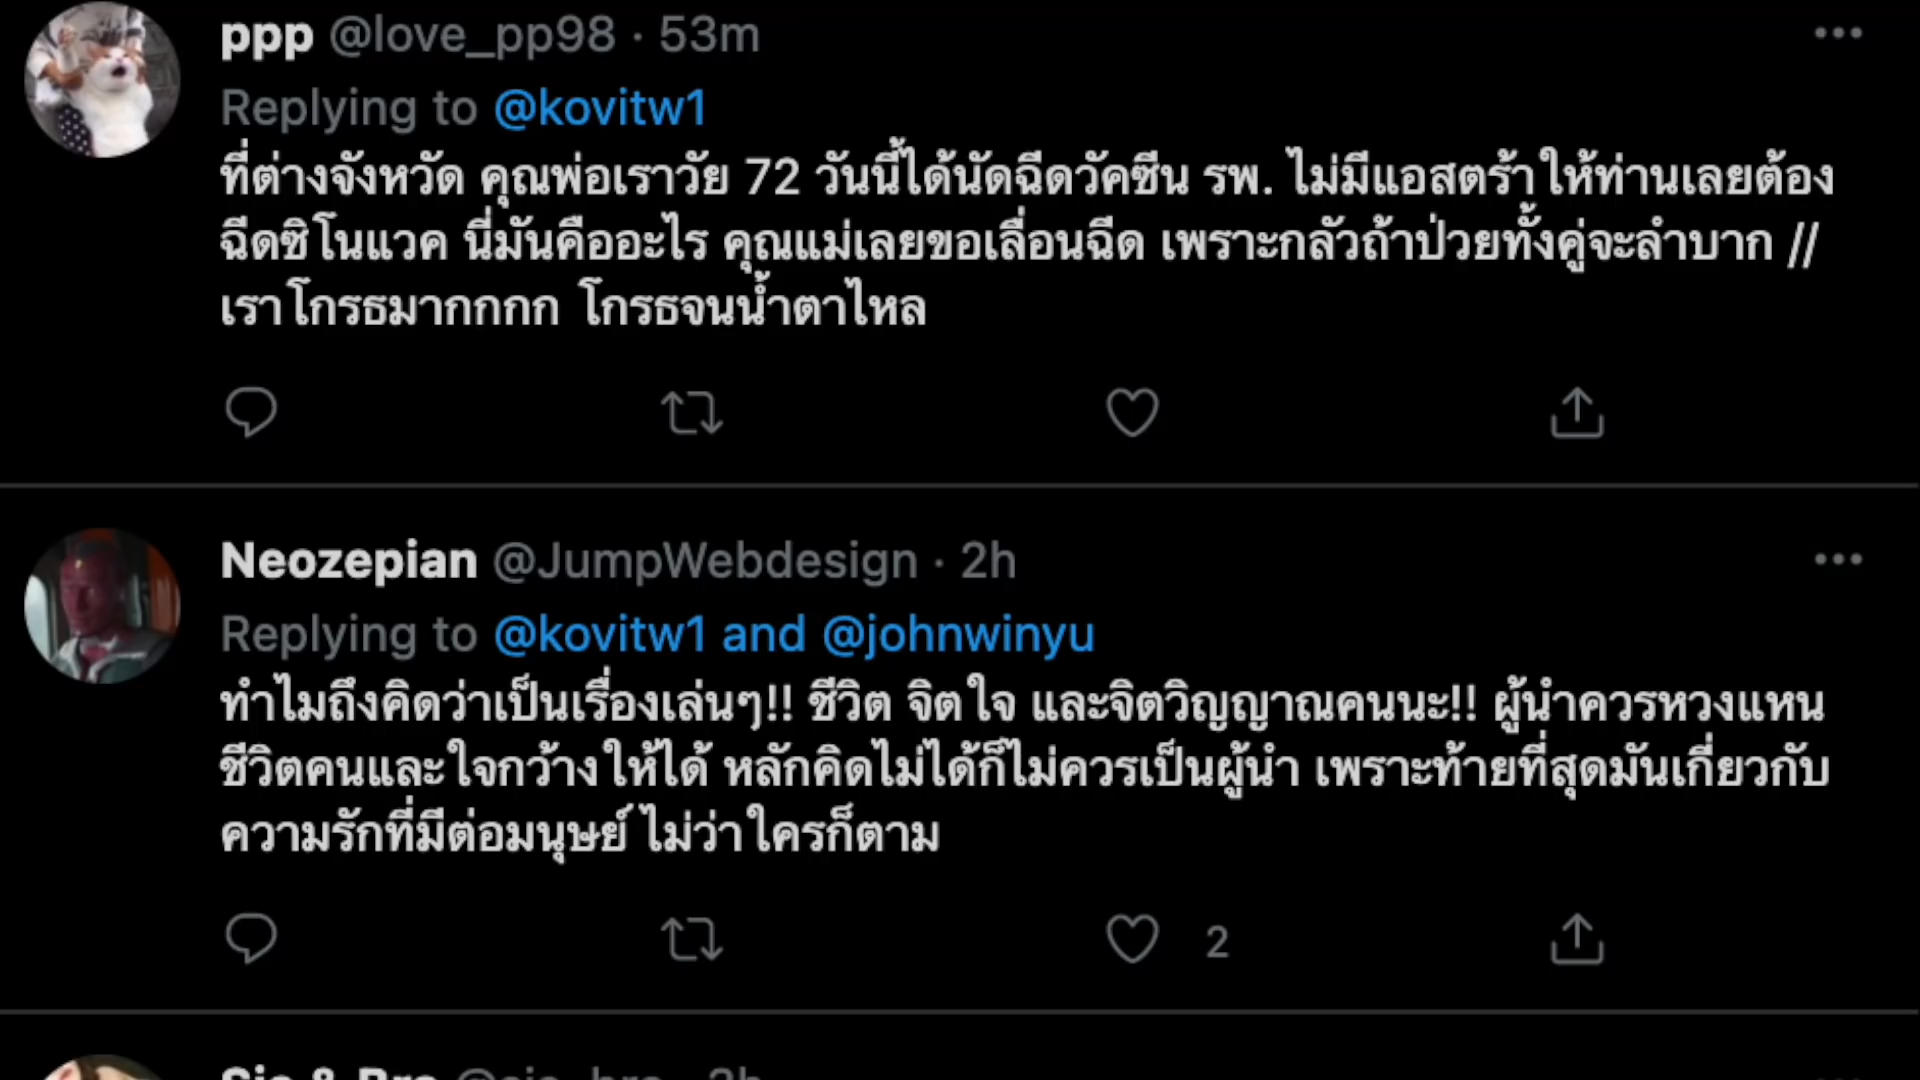 ppp @love_pp98 · 53m
Replying to @kovitw1
ที่ต่างจังหวัด คุณพ่อเราวัย 72 วันนี้ได้นัดฉีดวัคซีน รพ. ไม่มีแอสตร้าให้ท่านเลยต้อง
ฉีดซิโนแวค นี่มันคืออะไร คุณแม่เลยขอเลื่อนฉีด เพราะกลัวถ้าป่วยทั้งคู่จะลำบาก //
เราโกรธมากกกก โกรธจนน้ำตาไหล
Neozepian @JumpWebdesign · 2h
Replying to @kovitw1 and @johnwinyu
ทำไมถึงคิดว่าเป็นเรื่องเล่นๆ!! ชีวิต จิตใจ และจิตวิญญาณคนนะ!! ผู้นำควรหวงแหน
ชีวิตคนและใจกว้างให้ได้ หลักคิดไม่ได้ก็ไม่ควรเป็นผู้นำ เพราะท้ายที่สุดมันเกี่ยวกับ
ความรักที่มีต่อมนุษย์ ไม่ว่าใครก็ตาม
2